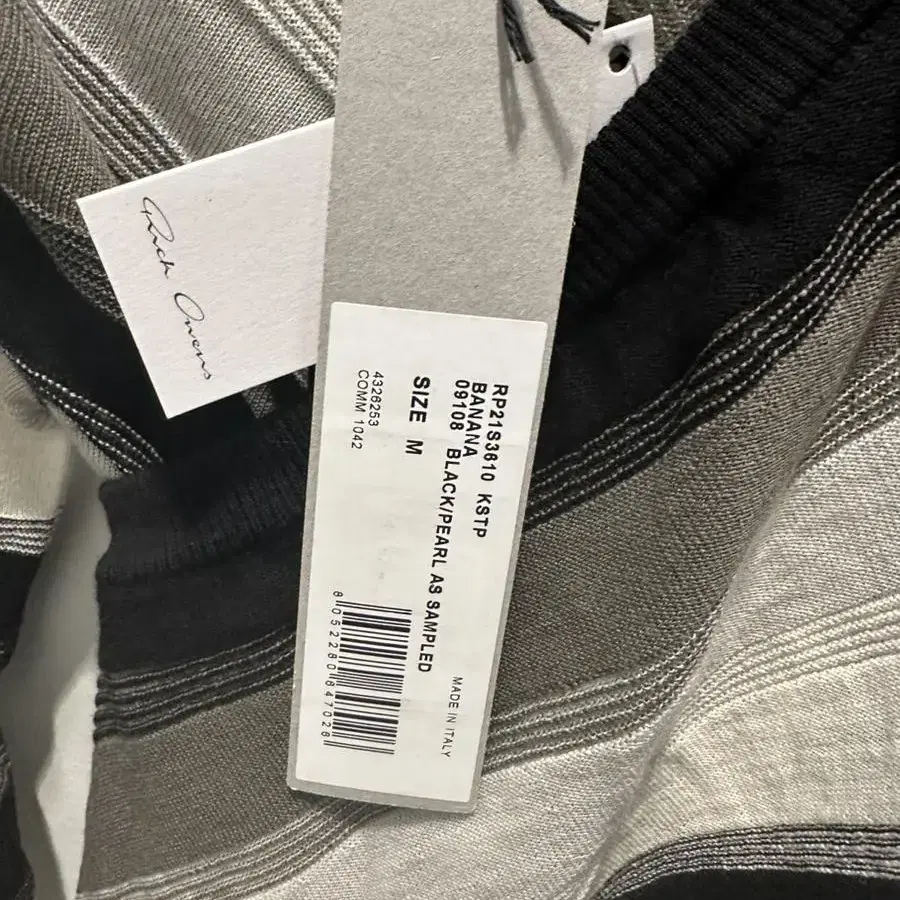 Rick Owens
RP21S3610 KSTP
BANANA
09108 BLACK/PEARL AS SAMPLED
SIZE M
4326253
COMM 1042
MADE IN ITALY
8052280847028